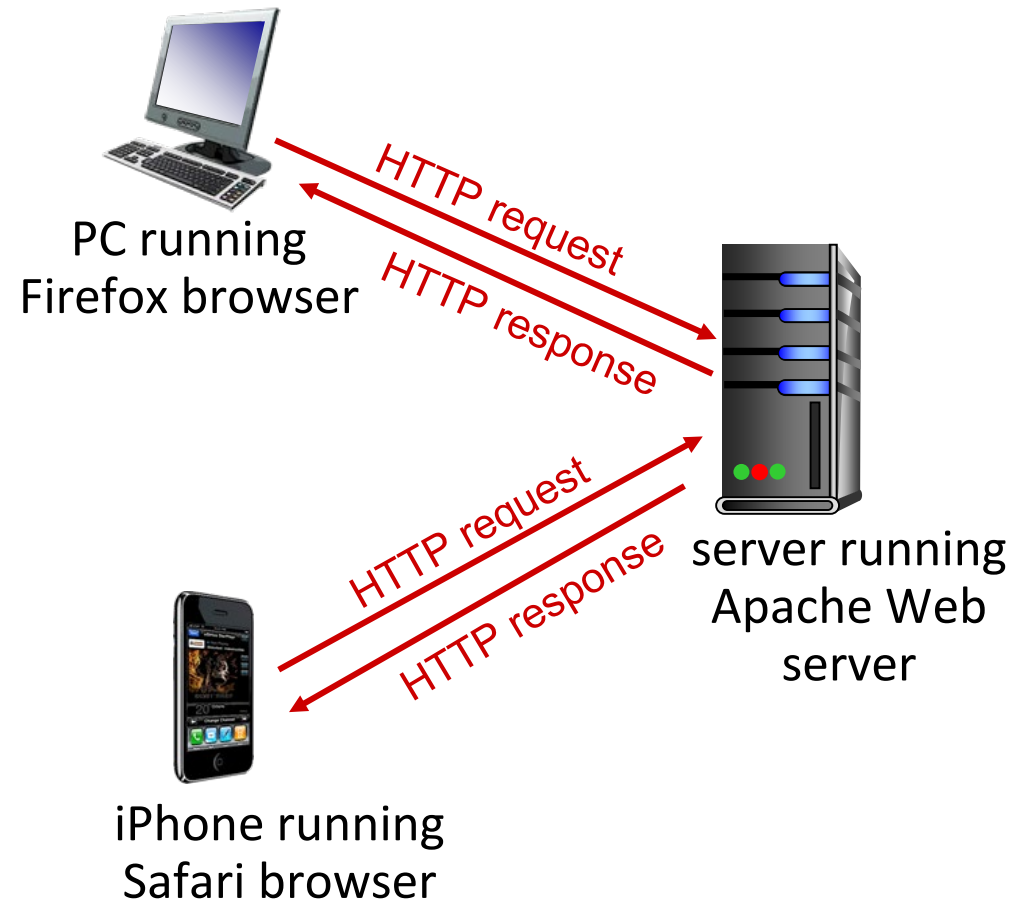 HTTP request
HTTP response
PC running
Firefox browser
HTTP request
HTTP response
server running
Apache Web
server
iPhone running
Safari browser